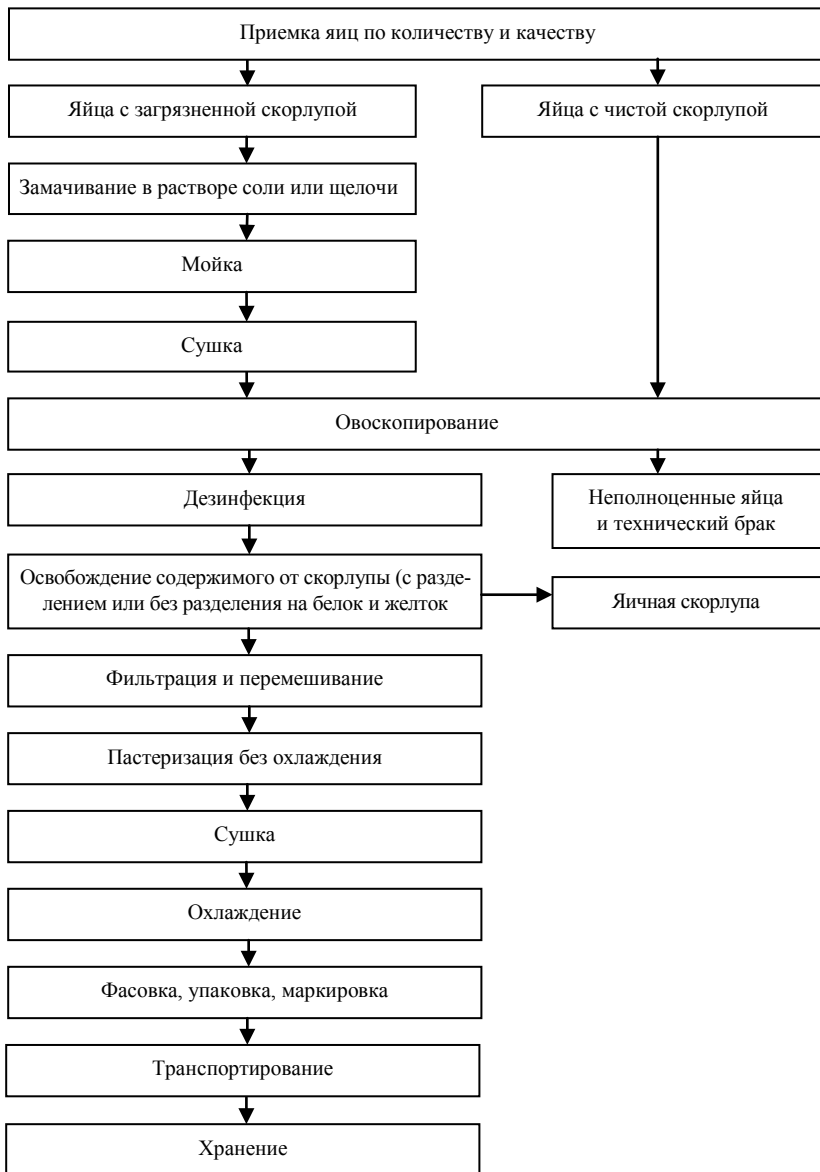 Приемка яиц по количеству и качеству
Яйца с загрязненной скорлупой
Яйца с чистой скорлупой
Замачивание в растворе соли или щелочи
Мойка
Сушка
Овоскопирование
Дезинфекция
Неполноценные яйца
и технический брак
Освобождение содержимого от скорлупы (с разде-
лением или без разделения на белок и желток
Яичная скорлупа
Фильтрация и перемешивание
Пастеризация без охлаждения
Сушка
Охлаждение
Фасовка, упаковка, маркировка
Транспортирование
Хранение